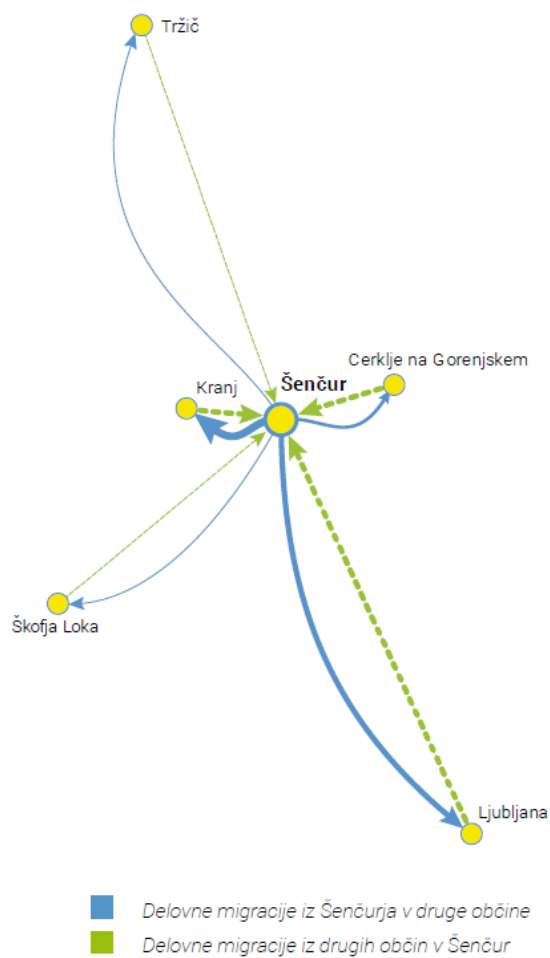 Tržič
Cerklje na Gorenjskem
Kranj
Šenčur
Škofja Loka
Ljubljana
Delovne migracije iz Šenčurja v druge občine
Delovne migracije iz drugih občin v Šenčur